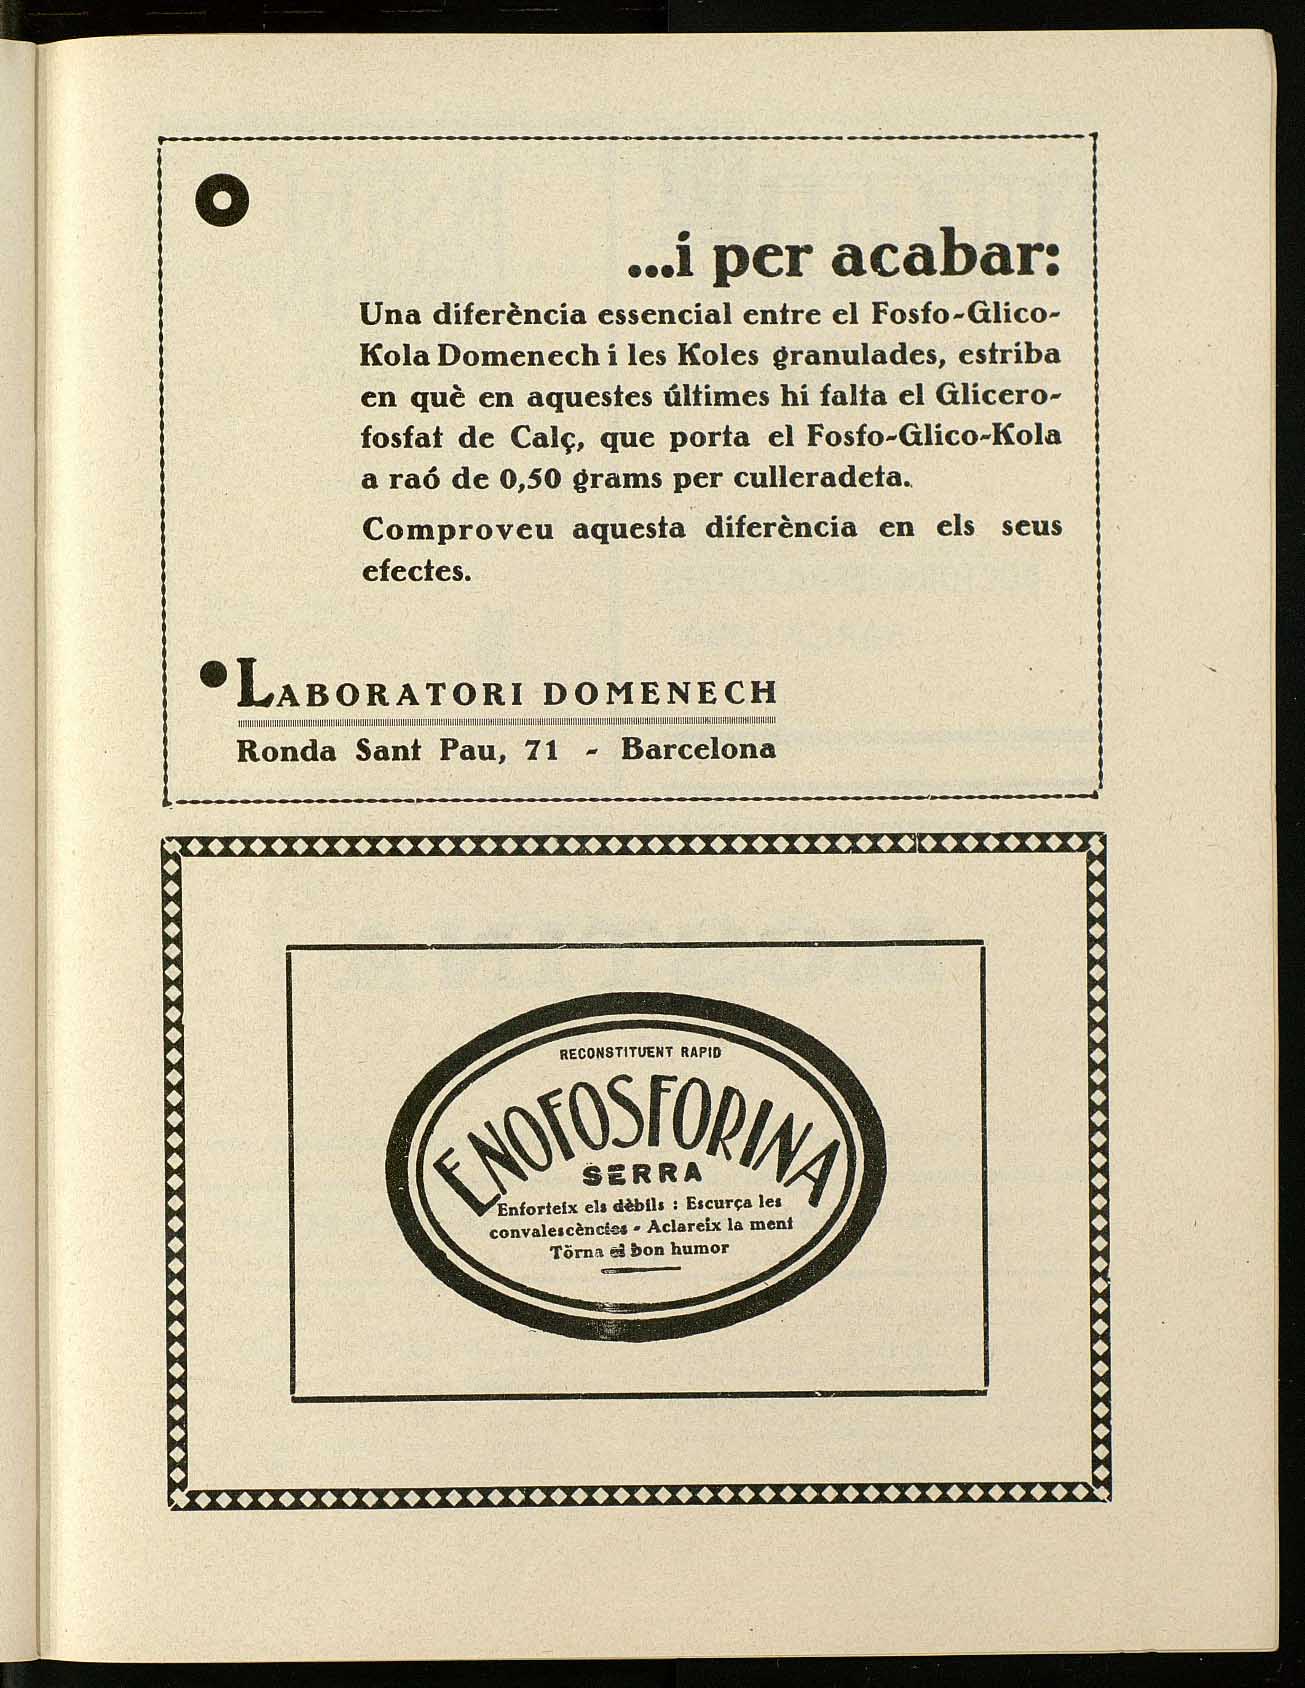 ...i per acabar:
Una diferència essencial entre el Fosfo-Glico-
Kola Domenech i les Koles granulades, estriba
en què en aquestes últimes hi falta el Glicero-
fosfat de Calç, que porta el Fosfo-Glico-Kola
a raó de 0,50 grams per culleradeta.
Comproveu aquesta diferència en els seus
efectes.
LABORATORI DOMENECH
Ronda Sant Pau, 71 - Barcelona
RECONSTITUENT RAPID
ENOFOSFORINA
SERRA
Enforteix els dèbils : Escurça les
convalescències - Aclareix la ment
Törna el bon humor